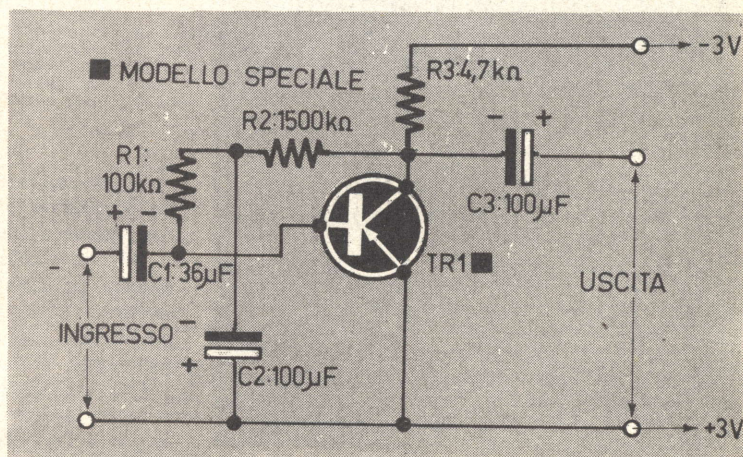 -3V
■ MODELLO SPECIALE
R3:4,7kΩ
R2:1500kΩ
R1:
100kΩ
- +
C3:100µF
+ -
TR1 ■
-
C1:36µF
USCITA
INGRESSO
-
+
C2:100µF
+3V